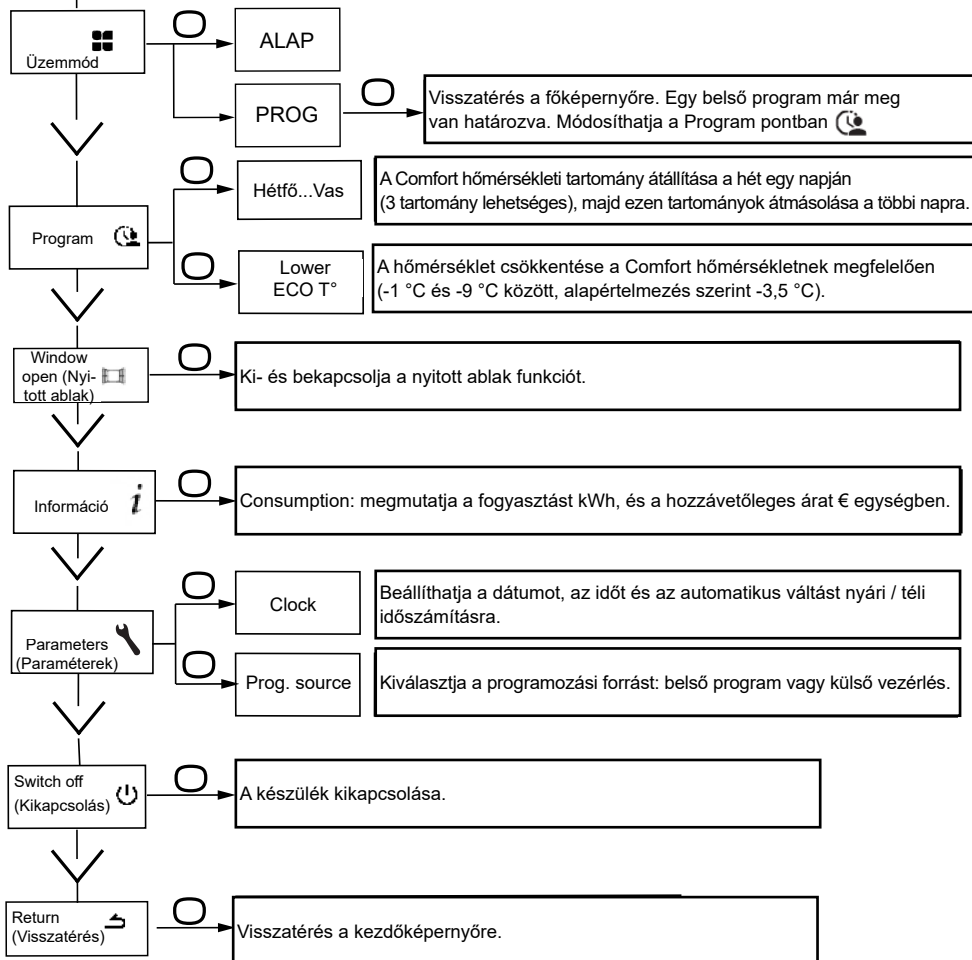 Üzemmód
ALAP
PROG
Visszatérés a főképernyőre. Egy belső program már meg
van határozva. Módosíthatja a Program pontban
Program
Hétfő...Vas
A Comfort hőmérsékleti tartomány átállítása a hét egy napján
(3 tartomány lehetséges), majd ezen tartományok átmásolása a többi napra.
Lower
ECO T°
A hőmérséklet csökkentése a Comfort hőmérsékletnek megfelelően
(-1 °C és -9 °C között, alapértelmezés szerint -3,5 °C).
Window
open (Nyi-
tott ablak)
Ki- és bekapcsolja a nyitott ablak funkciót.
Információ i
Consumption: megmutatja a fogyasztást kWh, és a hozzávetőleges árat € egységben.
Parameters
(Paraméterek)
Clock
Beállíthatja a dátumot, az időt és az automatikus váltást nyári / téli
időszámításra.
Prog. source
Kiválasztja a programozási forrást: belső program vagy külső vezérlés.
Switch off
(Kikapcsolás)
A készülék kikapcsolása.
Return
(Visszatérés)
Visszatérés a kezdőképernyőre.